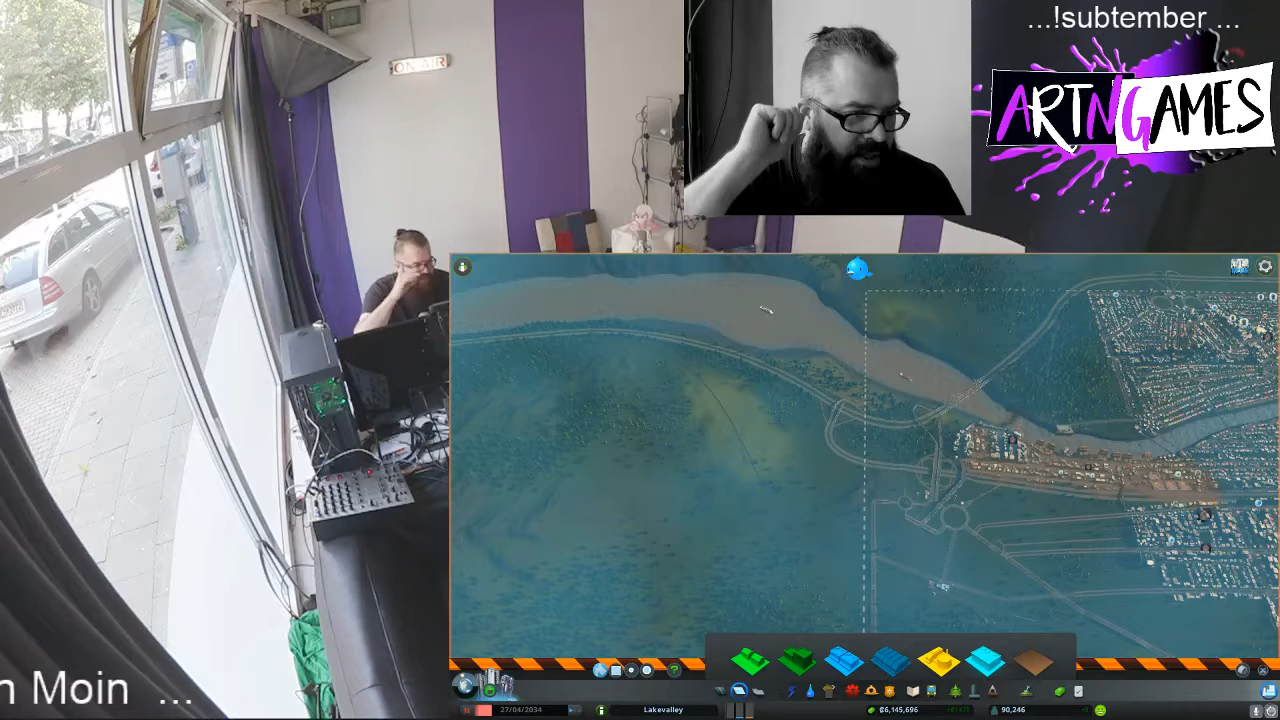 ...!subtember ...
ON AIR
ARTNGAMES
n Moin ...
27/04/2034
Lakevalley
₡6,145,696
90,246